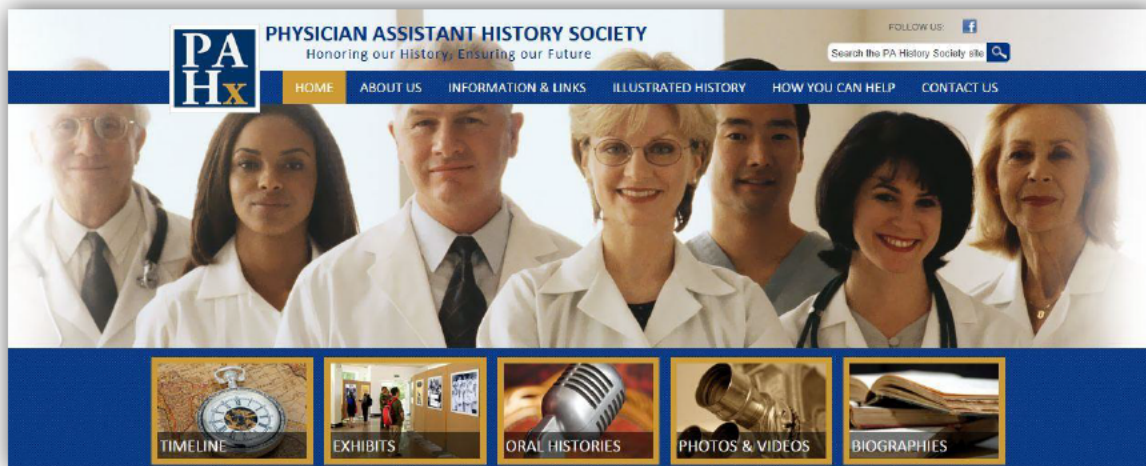 PA
Hx
PHYSICIAN ASSISTANT HISTORY SOCIETY
Honoring our History, Ensuring our Future
FOLLOW US:
f
Search the PA History Society site
HOME ABOUT US INFORMATION & LINKS ILLUSTRATED HISTORY HOW YOU CAN HELP CONTACT US
TIMELINE EXHIBITS ORAL HISTORIES PHOTOS & VIDEOS BIOGRAPHIES